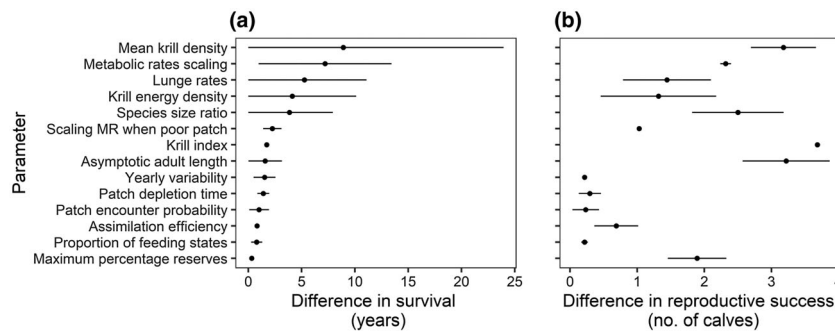 (a)
(b)
Parameter
Mean krill density
Metabolic rates scaling
Lunge rates
Krill energy density
Species size ratio
Scaling MR when poor patch
Krill index
Asymptotic adult length
Yearly variability
Patch depletion time
Patch encounter probability
Assimilation efficiency
Proportion of feeding states
Maximum percentage reserves
0 5 10 15 20 25
0 1 2 3
Difference in survival
(years)
Difference in reproductive success
(no. of calves)